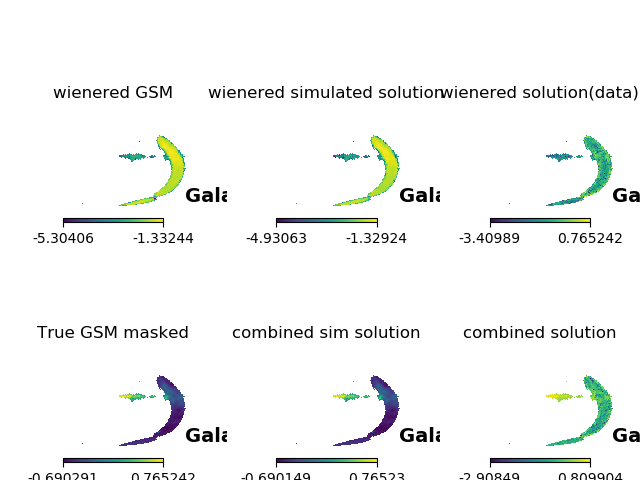 wienered GSM wienered simulated solution wienered solution(data)
Gala Gala Ga
-5.30406 -1.33244 -4.93063 -1.32924 -3.40989 0.765242
True GSM masked combined sim solution combined solution
Gala Gala Ga
-0.690291 0.765242 -0.690149 0.76523 -2.90849 0.809904